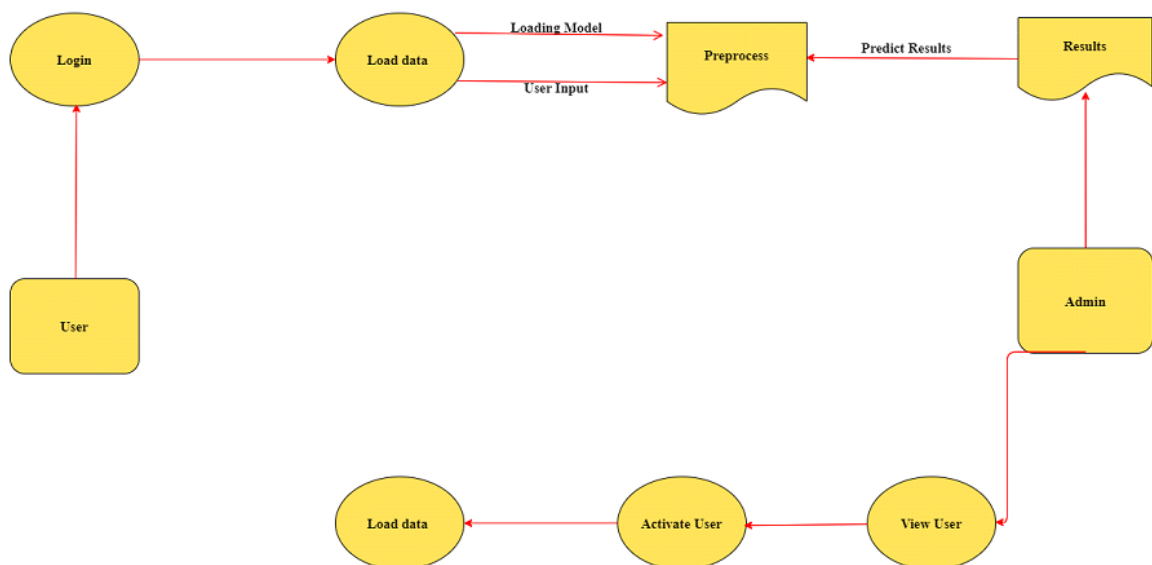 Login
Load data
Loading Model
User Input
Preprocess
Predict Results
Results
User
Admin
Load data
Activate User
View User